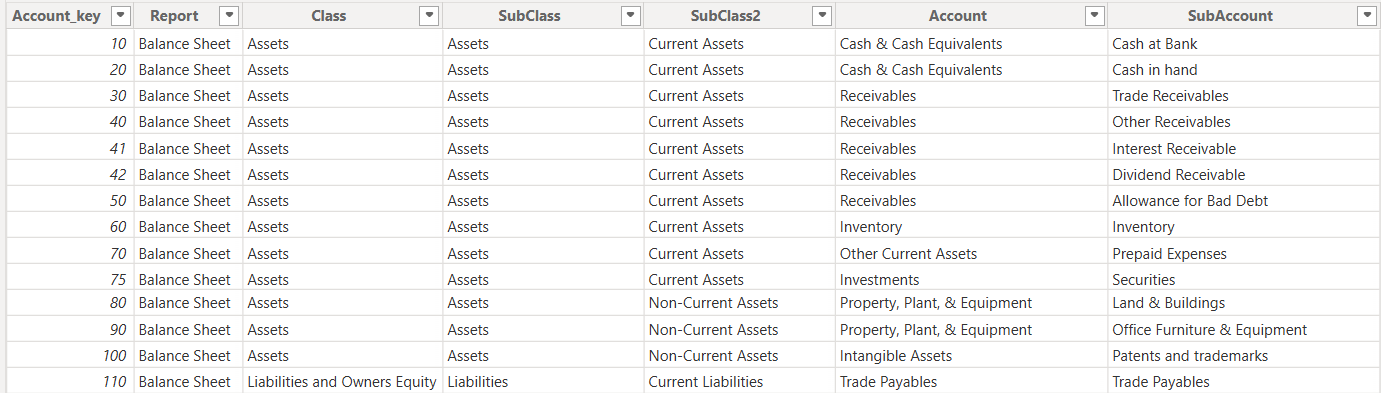 Account_key Report Class SubClass SubClass2 Account SubAccount
10 Balance Sheet Assets Assets Current Assets Cash & Cash Equivalents Cash at Bank
20 Balance Sheet Assets Assets Current Assets Cash & Cash Equivalents Cash in hand
30 Balance Sheet Assets Assets Current Assets Receivables Trade Receivables
40 Balance Sheet Assets Assets Current Assets Receivables Other Receivables
41 Balance Sheet Assets Assets Current Assets Receivables Interest Receivable
42 Balance Sheet Assets Assets Current Assets Receivables Dividend Receivable
50 Balance Sheet Assets Assets Current Assets Receivables Allowance for Bad Debt
60 Balance Sheet Assets Assets Current Assets Inventory Inventory
70 Balance Sheet Assets Assets Current Assets Other Current Assets Prepaid Expenses
75 Balance Sheet Assets Assets Current Assets Investments Securities
80 Balance Sheet Assets Assets Non-Current Assets Property, Plant, & Equipment Land & Buildings
90 Balance Sheet Assets Assets Non-Current Assets Property, Plant, & Equipment Office Furniture & Equipment
100 Balance Sheet Assets Assets Non-Current Assets Intangible Assets Patents and trademarks
110 Balance Sheet Liabilities and Owners Equity Liabilities Current Liabilities Trade Payables Trade Payables